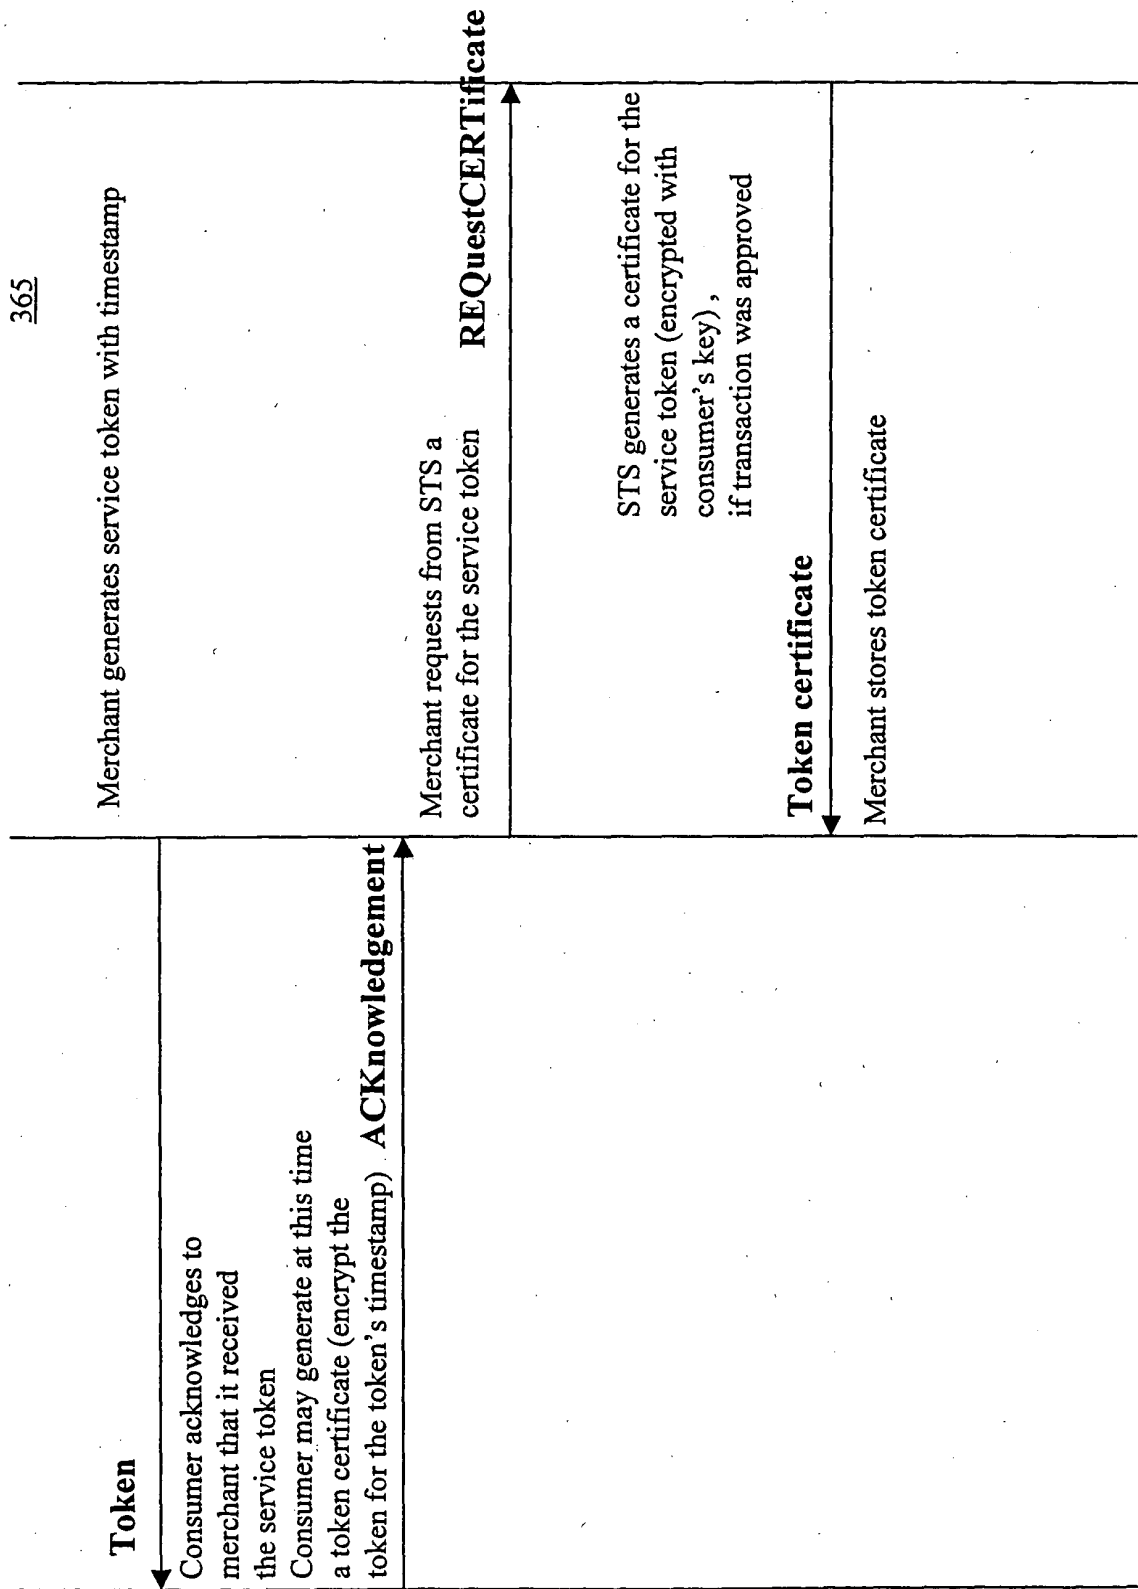 365
Merchant generates service token with timestamp
Token
Consumer acknowledges to
merchant that it received
the service token
Consumer may generate at this time
a token certificate (encrypt the
token for the token's timestamp)
ACKnowledgement
Merchant requests from STS a
certificate for the service token
REQuestCERTificate
STS generates a certificate for the
service token (encrypted with
consumer's key),
if transaction was approved
Token certificate
Merchant stores token certificate